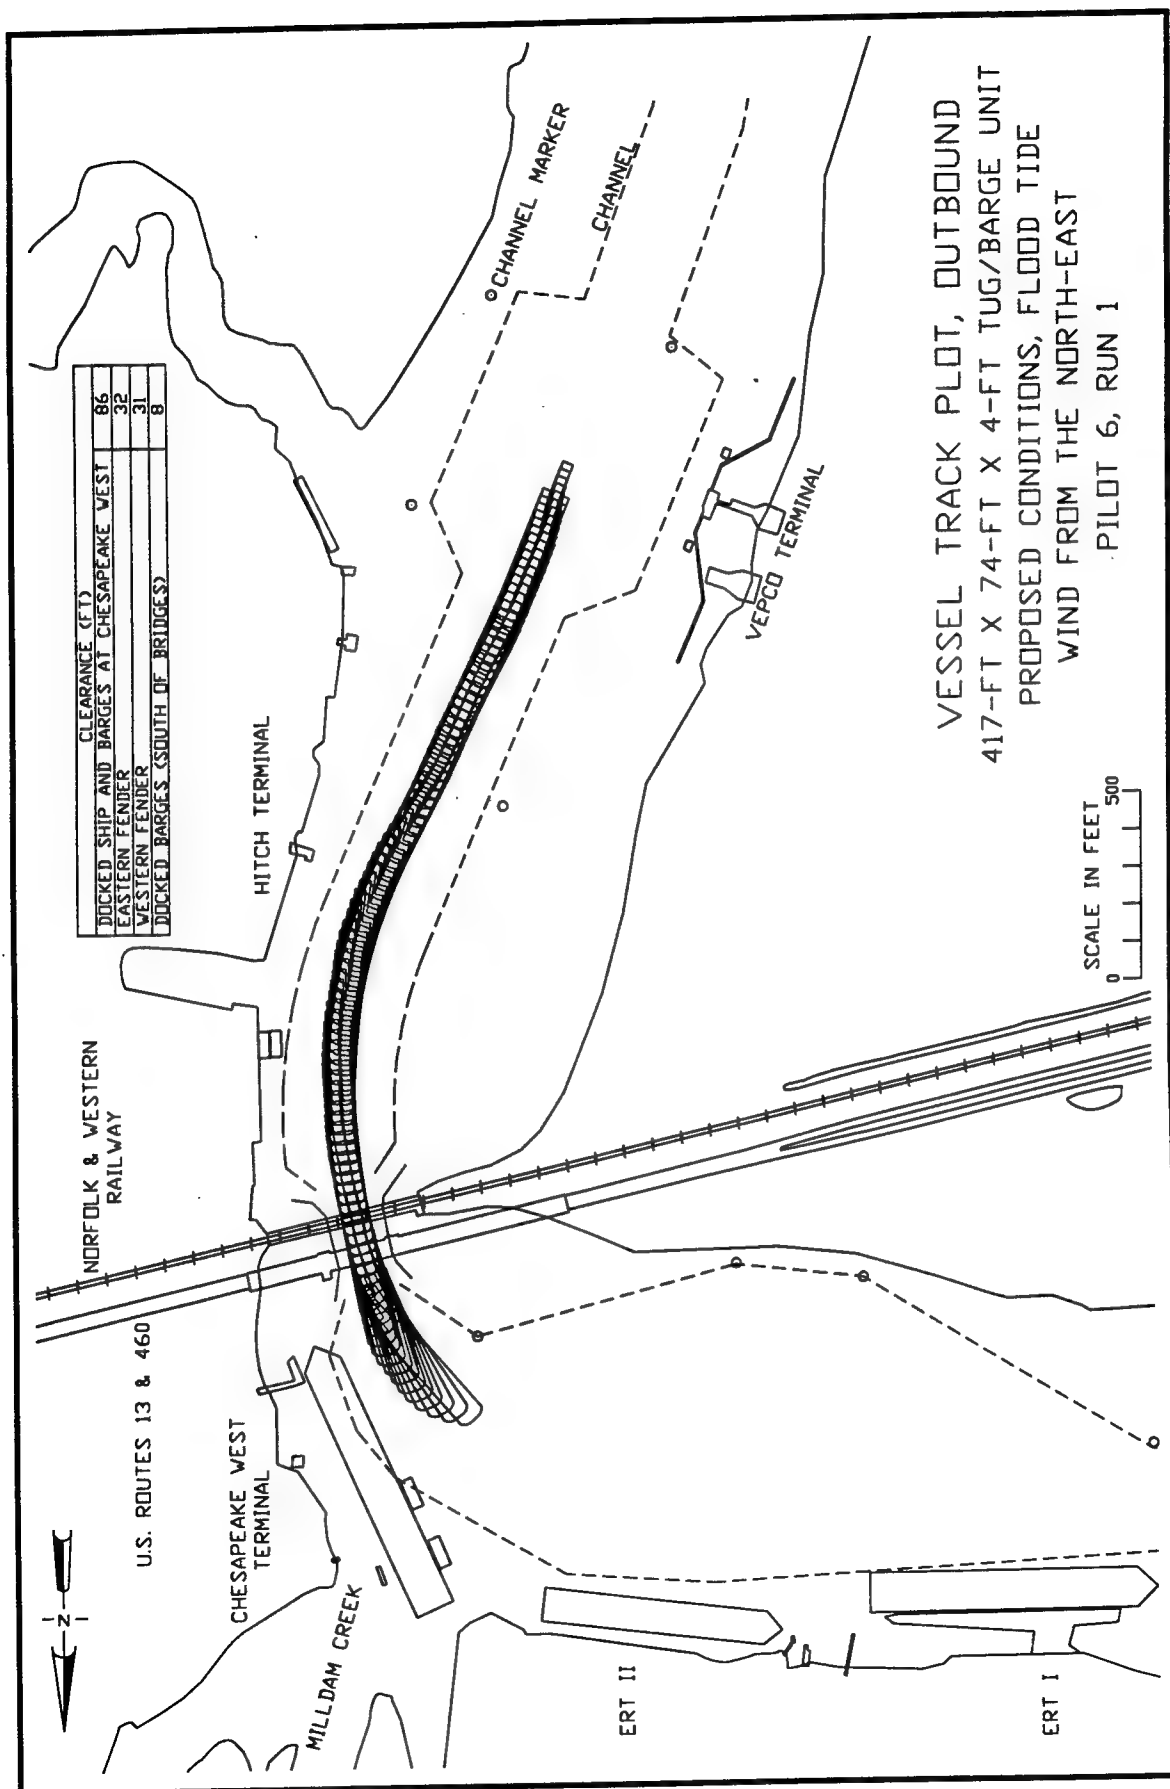 CLEARANCE (FT)
DOCKED SHIP AND BARGES AT CHESAPEAKE WEST 86
EASTERN FENDER 32
WESTERN FENDER 31
DOCKED BARGES (SOUTH OF BRIDGES) 8
NORFOLK & WESTERN
RAILWAY
U.S. ROUTES 13 & 460
HITCH TERMINAL
CHESAPEAKE WEST
TERMINAL
MILLDAM CREEK
N
CHANNEL MARKER
CHANNEL
VEPCO TERMINAL
ERT II
ERT I
SCALE IN FEET
0 500
VESSEL TRACK PLOT, OUTBOUND
417-FT X 74-FT X 4-FT TUG/BARGE UNIT
PROPOSED CONDITIONS, FLOOD TIDE
WIND FROM THE NORTH-EAST
PILOT 6, RUN 1